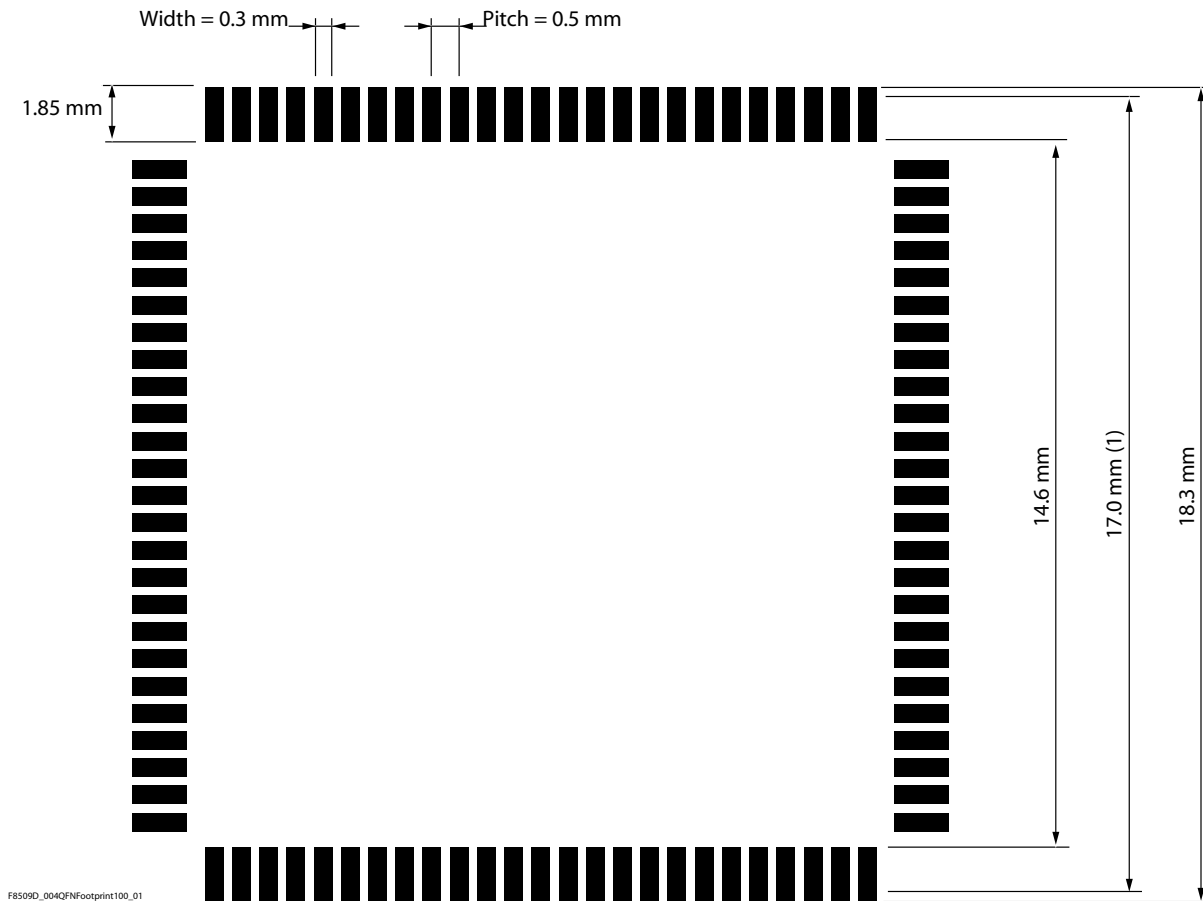 Width = 0.3 mm
Pitch = 0.5 mm
1.85 mm
14.6 mm
17.0 mm (1)
18.3 mm
F8509D_004QFNFootprint100_01